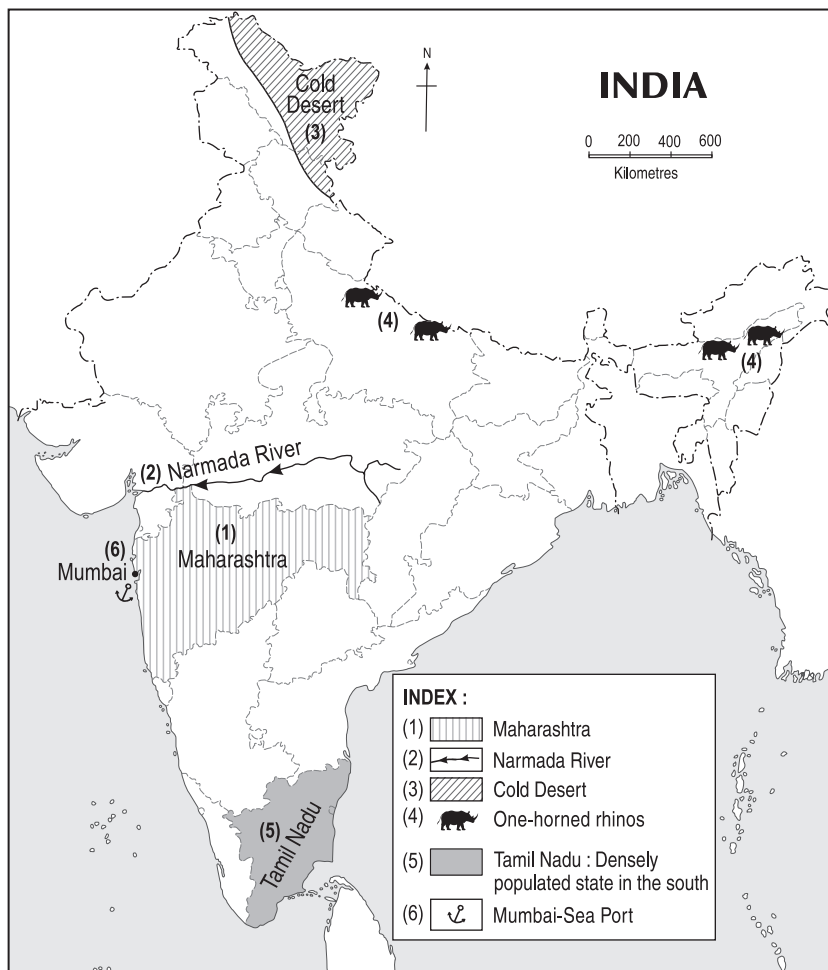 INDIA
N
0 200 400 600
Kilometres
Cold
Desert
(3)
(4)
(4)
(2) Narmada River
(1)
Maharashtra
(6)
Mumbai
(5)
Tamil Nadu
INDEX :
(1) Maharashtra
(2) Narmada River
(3) Cold Desert
(4) One-horned rhinos
(5) Tamil Nadu : Densely
populated state in the south
(6) Mumbai-Sea Port